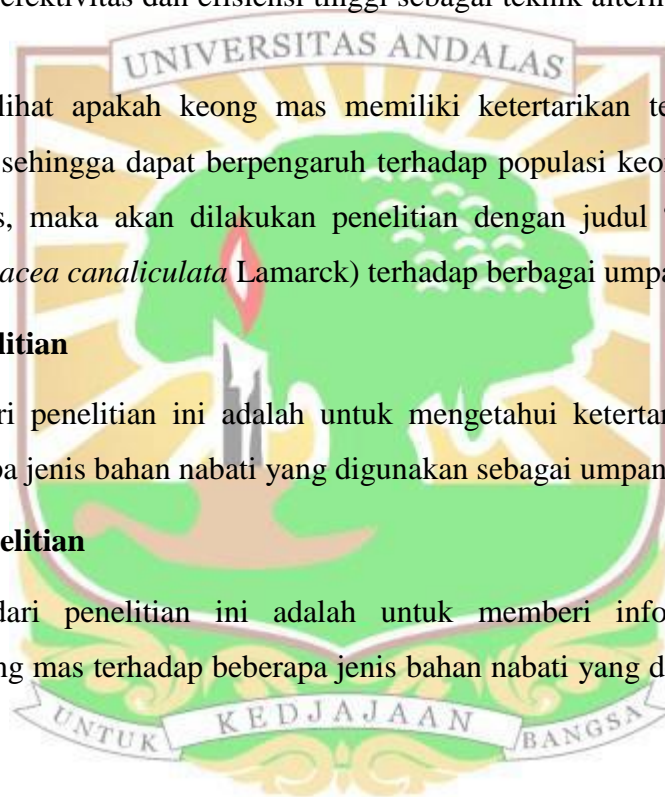 efektivitas dan efisiensi tinggi sebagai teknik altern
UNIVERSITAS ANDALAS
lihat apakah keong mas memiliki ketertarikan te
sehingga dapat berpengaruh terhadap populasi keo
s, maka akan dilakukan penelitian dengan judul
acea canaliculata Lamarck) terhadap berbagai umpa
litian
ri penelitian ini adalah untuk mengetahui ketertar
pa jenis bahan nabati yang digunakan sebagai umpan
elitian
dari penelitian ini adalah untuk memberi info
ng mas terhadap beberapa jenis bahan nabati yang d
UNTUK KEDJAJAAN BANGSA